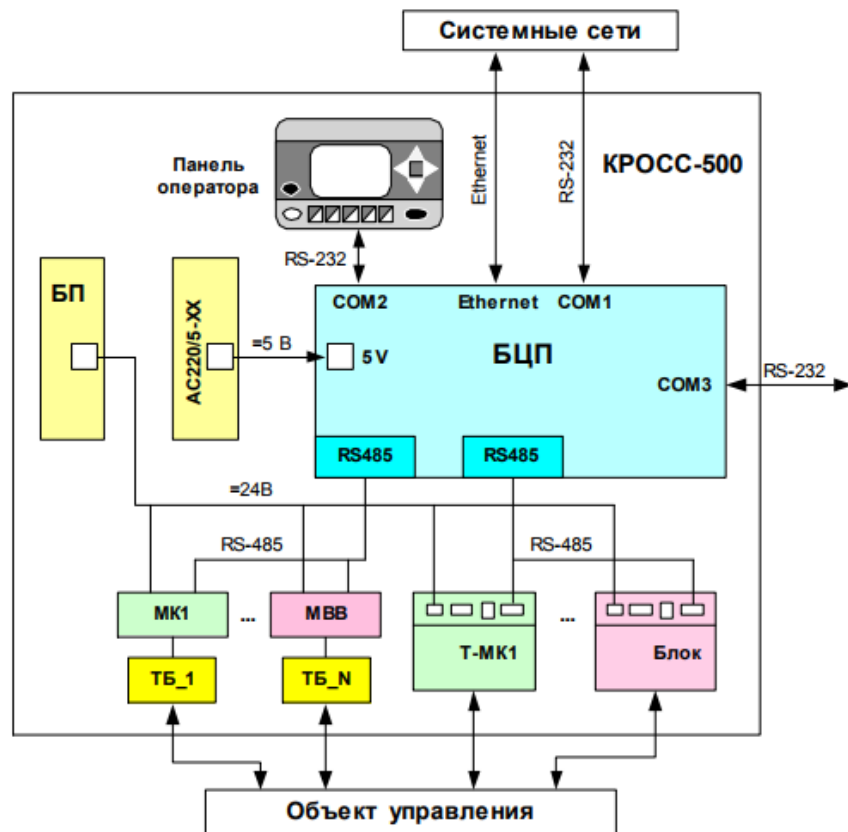 Системные сети
Ethernet
RS-232
КРОСС-500
Панель
оператора
RS-232
БП
AC220/5-XX
=5 В
COM2
Ethernet
COM1
5 V
БЦП
COM3
RS-232
RS485
RS485
=24В
RS-485
RS-485
МК1
...
МВВ
Т-МК1
...
Блок
ТБ_1
ТБ_N
Объект управления